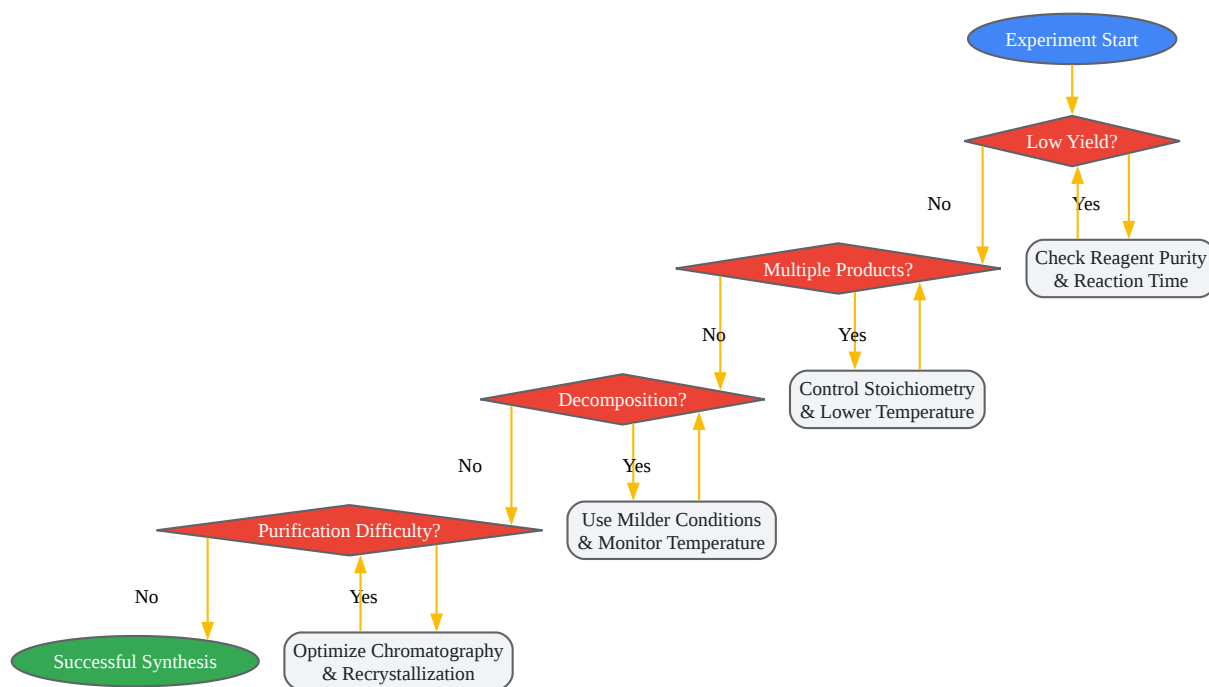 Experiment Start
Low Yield?
No
Yes
Check Reagent Purity
& Reaction Time
Multiple Products?
No
Yes
Control Stoichiometry
& Lower Temperature
Decomposition?
No
Yes
Use Milder Conditions
& Monitor Temperature
Purification Difficulty?
No
Yes
Successful Synthesis
Optimize Chromatography
& Recrystallization